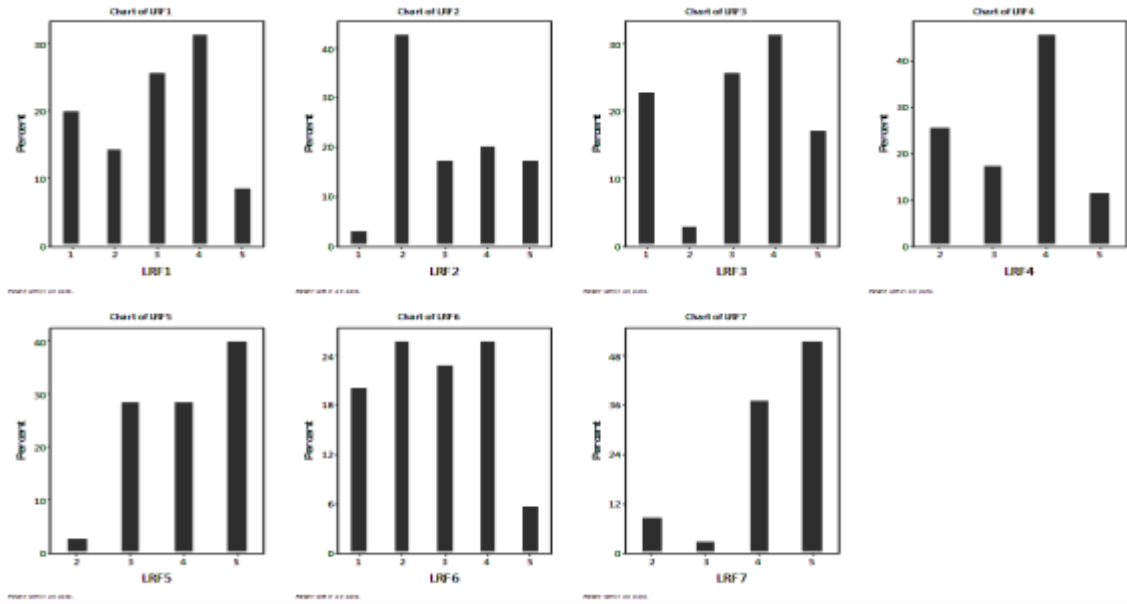 Chart of LRF1
30
20
10
0
Percent
1 2 3 4 5
LRF1
Chart of LRF2
40
30
20
10
0
Percent
1 2 3 4 5
LRF2
Chart of LRF3
30
20
10
0
Percent
1 2 3 4 5
LRF3
Chart of LRF4
40
30
20
10
0
Percent
2 3 4 5
LRF4
Chart of LRF5
40
30
20
10
0
Percent
2 3 4 5
LRF5
Chart of LRF6
24
18
12
6
0
Percent
1 2 3 4 5
LRF6
Chart of LRF7
48
36
24
12
0
Percent
2 3 4 5
LRF7